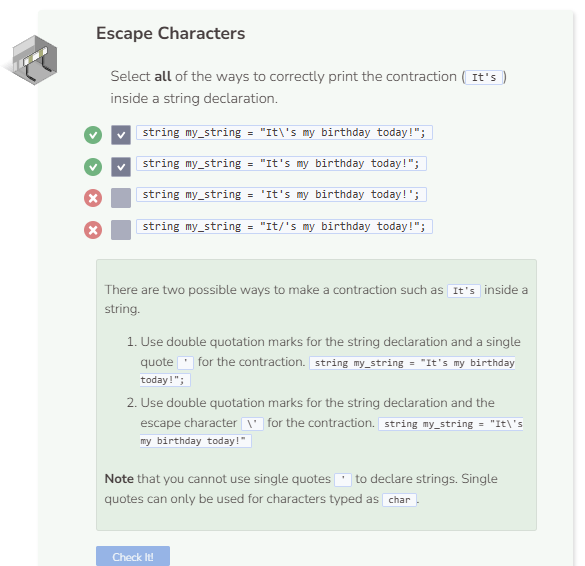 Escape Characters
Select all of the ways to correctly print the contraction ( It's )
inside a string declaration.
string my_string = "It\'s my birthday today!";
string my_string = "It's my birthday today!";
string my_string = 'It's my birthday today!';
string my_string = "It/'s my birthday today!";
There are two possible ways to make a contraction such as It's inside a
string.
1. Use double quotation marks for the string declaration and a single
quote ' for the contraction. string my_string = "It's my birthday
today!";
2. Use double quotation marks for the string declaration and the
escape character \' for the contraction. string my_string = "It\'s
my birthday today!"
Note that you cannot use single quotes ' to declare strings. Single
quotes can only be used for characters typed as char .
Check It!